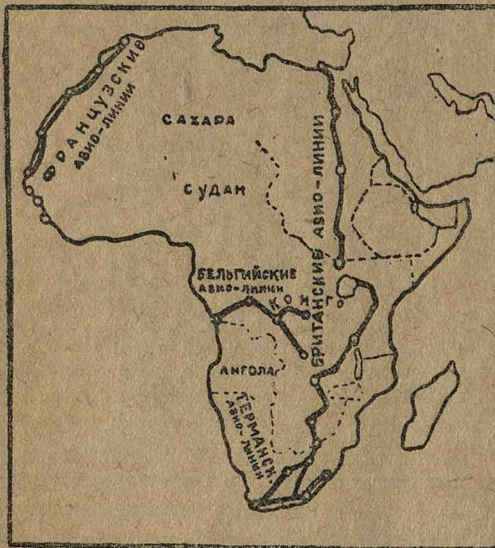 ФРАНЦУЗСКИЕ
АВИО-ЛИНИИ
САХАРА
СУДАН
БРИТАНСКИЕ АВИО-ЛИНИИ
БЕЛЬГИЙСКИЕ
АВИО-ЛИНИИ
КОНГО
АНГОЛА
ГЕРМАНСК
АВИО-ЛИНИИ